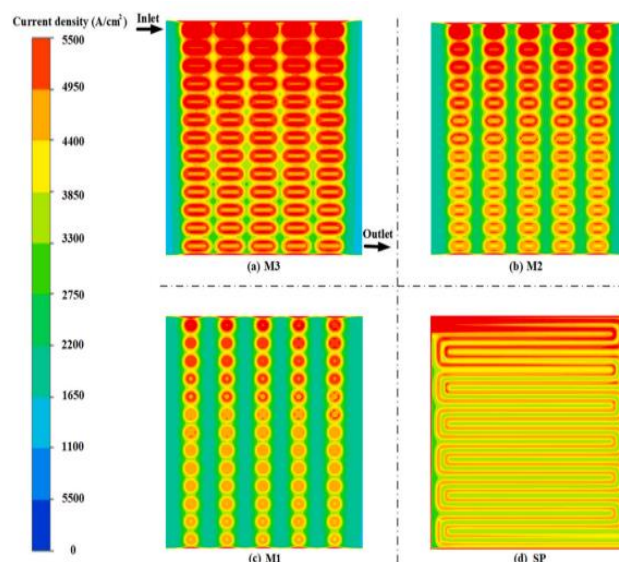 Current density (A/cm²)
Inlet
5500
4950
4400
3850
3300
2750
2200
1650
1100
5500
0
Outlet
(a) M3
(b) M2
(c) M1
(d) SP